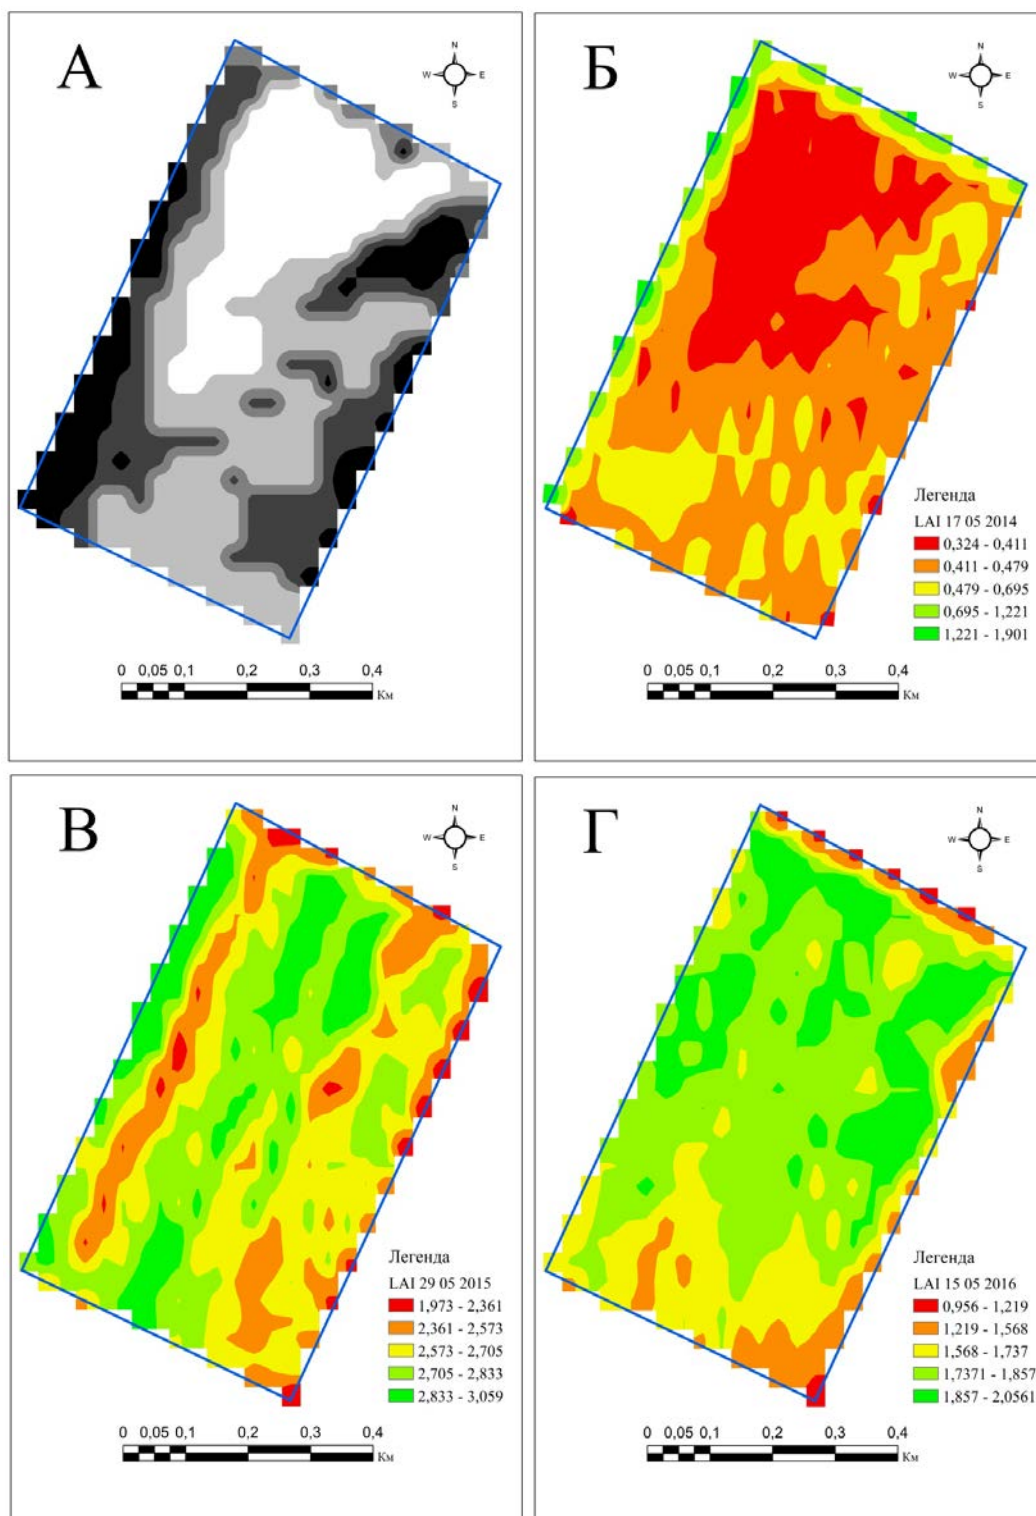 А
N
W E
S
0 0,05 0,1 0,2 0,3 0,4
Км
Б
N
W E
S
Легенда
LAI 17 05 2014
0,324 - 0,411
0,411 - 0,479
0,479 - 0,695
0,695 - 1,221
1,221 - 1,901
0 0,05 0,1 0,2 0,3 0,4
Км
В
N
W E
S
Легенда
LAI 29 05 2015
1,973 - 2,361
2,361 - 2,573
2,573 - 2,705
2,705 - 2,833
2,833 - 3,059
0 0,05 0,1 0,2 0,3 0,4
Км
Г
N
W E
S
Легенда
LAI 15 05 2016
0,956 - 1,219
1,219 - 1,568
1,568 - 1,737
1,7371 - 1,857
1,857 - 2,0561
0 0,05 0,1 0,2 0,3 0,4
Км